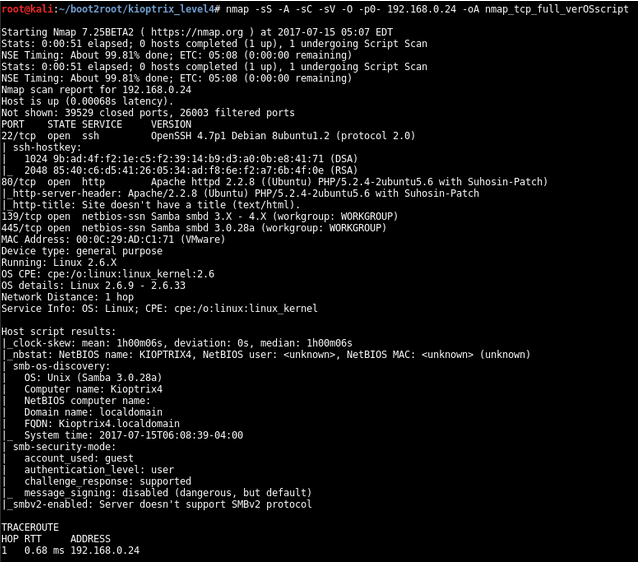 root@kali:~/boot2root/kioptrix_level4# nmap -sS -A -sC -sV -O -p0- 192.168.0.24 -oA nmap_tcp_full_verOSscript
Starting Nmap 7.25BETA2 ( https://nmap.org ) at 2017-07-15 05:07 EDT
Stats: 0:00:51 elapsed; 0 hosts completed (1 up), 1 undergoing Script Scan
NSE Timing: About 99.81% done; ETC: 05:08 (0:00:00 remaining)
Stats: 0:00:51 elapsed; 0 hosts completed (1 up), 1 undergoing Script Scan
NSE Timing: About 99.81% done; ETC: 05:08 (0:00:00 remaining)
Nmap scan report for 192.168.0.24
Host is up (0.00068s latency).
Not shown: 39529 closed ports, 26003 filtered ports
PORT    STATE SERVICE     VERSION
22/tcp  open  ssh         OpenSSH 4.7p1 Debian 8ubuntu1.2 (protocol 2.0)
| ssh-hostkey:
|   1024 9b:ad:4f:f2:1e:c5:f2:39:14:b9:d3:a0:0b:e8:41:71 (DSA)
|_  2048 85:40:c6:d5:41:26:05:34:ad:f8:6e:f2:a7:6b:4f:0e (RSA)
80/tcp  open  http        Apache httpd 2.2.8 ((Ubuntu) PHP/5.2.4-2ubuntu5.6 with Suhosin-Patch)
|_http-server-header: Apache/2.2.8 (Ubuntu) PHP/5.2.4-2ubuntu5.6 with Suhosin-Patch
|_http-title: Site doesn't have a title (text/html).
139/tcp open  netbios-ssn Samba smbd 3.X - 4.X (workgroup: WORKGROUP)
445/tcp open  netbios-ssn Samba smbd 3.0.28a (workgroup: WORKGROUP)
MAC Address: 00:0C:29:AD:C1:71 (VMware)
Device type: general purpose
Running: Linux 2.6.X
OS CPE: cpe:/o:linux:linux_kernel:2.6
OS details: Linux 2.6.9 - 2.6.33
Network Distance: 1 hop
Service Info: OS: Linux; CPE: cpe:/o:linux:linux_kernel
Host script results:
|_clock-skew: mean: 1h00m06s, deviation: 0s, median: 1h00m06s
|_nbstat: NetBIOS name: KIOPTRIX4, NetBIOS user: <unknown>, NetBIOS MAC: <unknown> (unknown)
| smb-os-discovery:
|   OS: Unix (Samba 3.0.28a)
|   Computer name: Kioptrix4
|   NetBIOS computer name:
|   Domain name: localdomain
|   FQDN: Kioptrix4.localdomain
|_  System time: 2017-07-15T06:08:39-04:00
| smb-security-mode:
|   account_used: guest
|   authentication_level: user
|   challenge_response: supported
|_  message_signing: disabled (dangerous, but default)
|_smbv2-enabled: Server doesn't support SMBv2 protocol
TRACEROUTE
HOP RTT     ADDRESS
1   0.68 ms 192.168.0.24